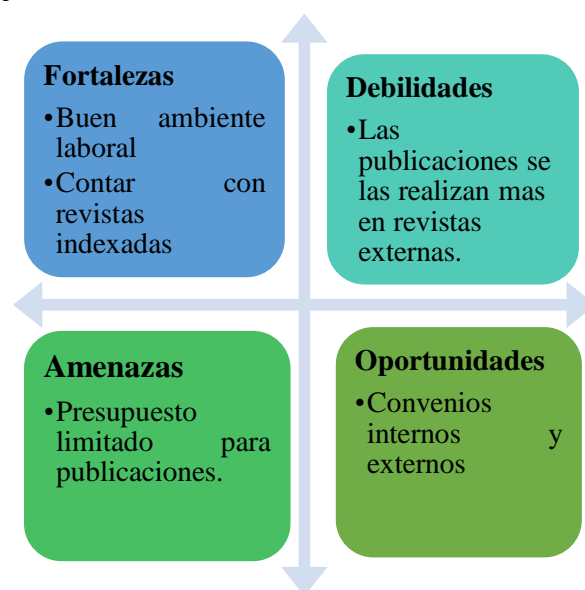 Fortalezas
•Buen ambiente
laboral
•Contar con
revistas
indexadas
Debilidades
•Las
publicaciones se
las realizan mas
en revistas
externas.
Amenazas
•Presupuesto
limitado para
publicaciones.
Oportunidades
•Convenios
internos y
externos